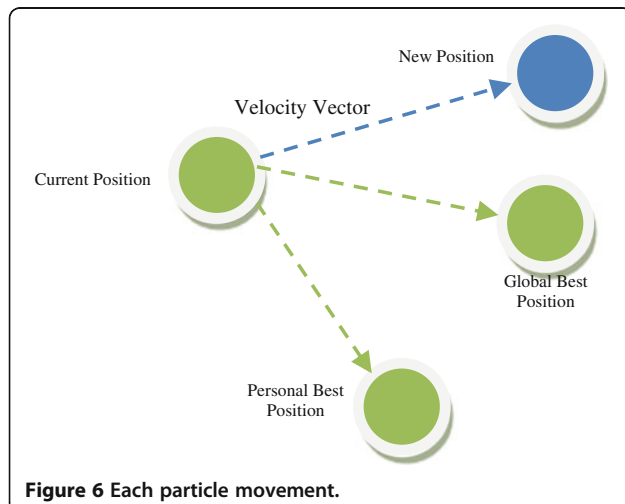 New Position
Velocity Vector
Current Position
Global Best
Position
Personal Best
Position
Figure 6 Each particle movement.